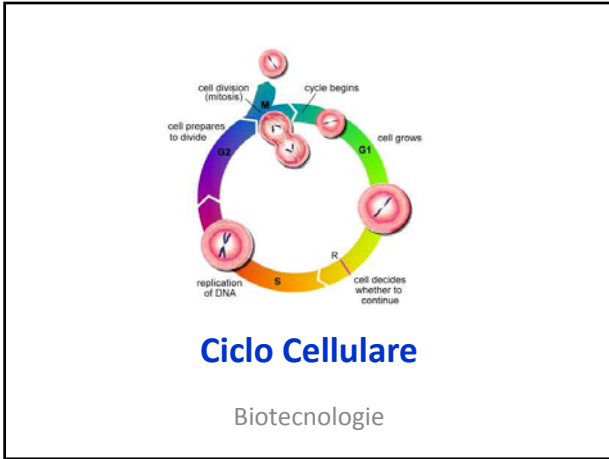 cell division
(mitosis)
cycle begins
M
cell prepares
to divide
G2
cell grows
G1
R
S
replication
of DNA
cell decides
whether to
continue
Ciclo Cellulare
Biotecnologie